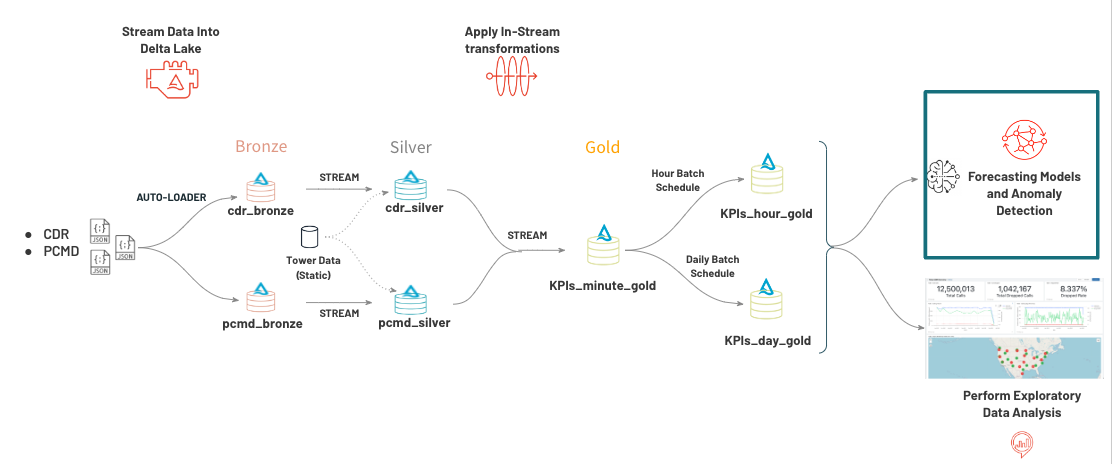 Stream Data Into
Delta Lake
Apply In-Stream
transformations
Bronze
Silver
Gold
AUTO-LOADER
STREAM
cdr_bronze
cdr_silver
Hour Batch
Schedule
KPIs_hour_gold
Forecasting Models
and Anomaly
Detection
• CDR
• PCMD
{;}
JSON
{;}
JSON
{;}
JSON
Tower Data
(Static)
STREAM
KPIs_minute_gold
Daily Batch
Schedule
pcmd_bronze
STREAM
pcmd_silver
KPIs_day_gold
12,500,013
Total Calls
1,042,167
Total Dropped Calls
8.337%
Dropped Rate
Perform Exploratory
Data Analysis